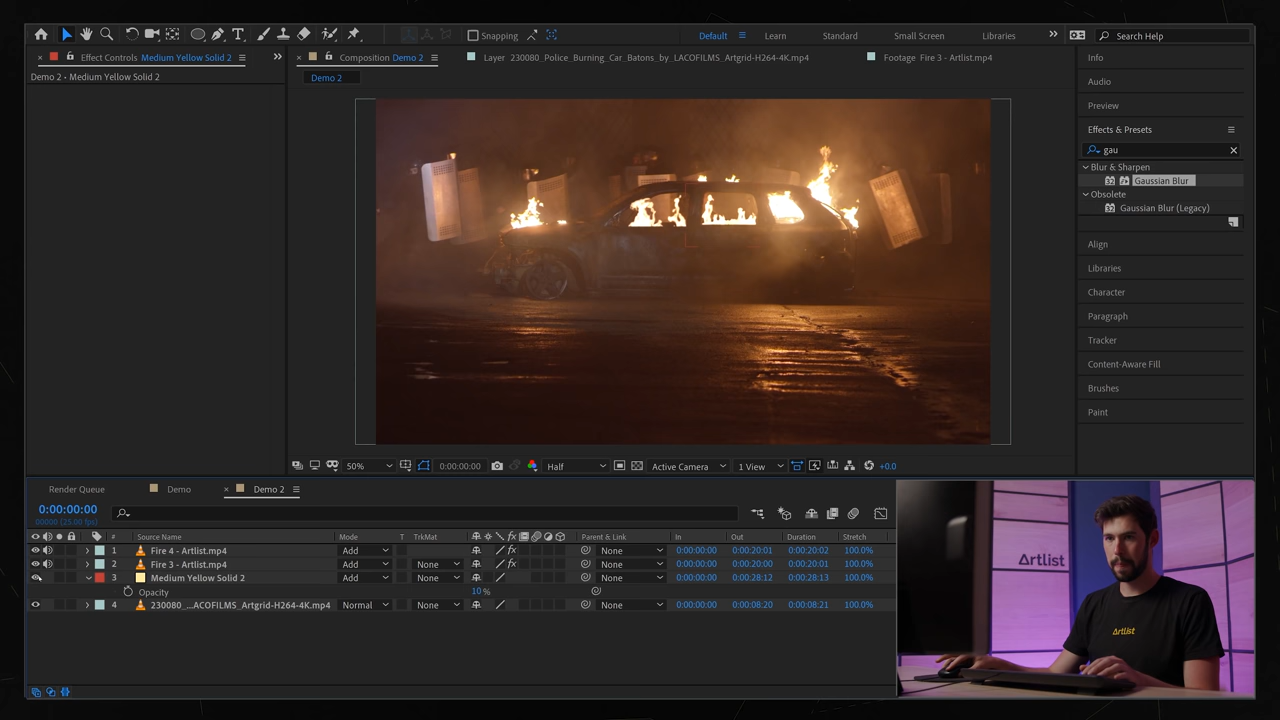 Snapping
Default
Learn
Standard
Small Screen
Libraries
Search Help
Effect Controls Medium Yellow Solid 2
Composition Demo 2
Layer 230080_Police_Burning_Car_Batons_by_LACOFILMS_Artgrid-H264-4K.mp4
Footage Fire 3 - Artlist.mp4
Info
Demo 2 • Medium Yellow Solid 2
Demo 2
Audio
Preview
Effects & Presets
gau
Blur & Sharpen
32 Gaussian Blur
Obsolete
32 Gaussian Blur (Legacy)
Align
Libraries
Character
Paragraph
Tracker
Content-Aware Fill
Brushes
Paint
50%
0:00:00:00
Half
Active Camera
1 View
+0.0
Render Queue
Demo
Demo 2
0:00:00:00
00000 (25.00 fps)
# Source Name Mode T TrkMat fx Parent & Link In Out Duration Stretch
1 Fire 4 - Artlist.mp4 Add fx None 0:00:00:00 0:00:20:01 0:00:20:02 100.0%
2 Fire 3 - Artlist.mp4 Add None fx None 0:00:00:00 0:00:20:00 0:00:20:01 100.0%
3 Medium Yellow Solid 2 Add None None 0:00:00:00 0:00:28:12 0:00:28:13 100.0%
Opacity 10 %
4 230080_...ACOFILMS_Artgrid-H264-4K.mp4 Normal None None 0:00:00:00 0:00:08:20 0:00:08:21 100.0%
Artlist
Artlist